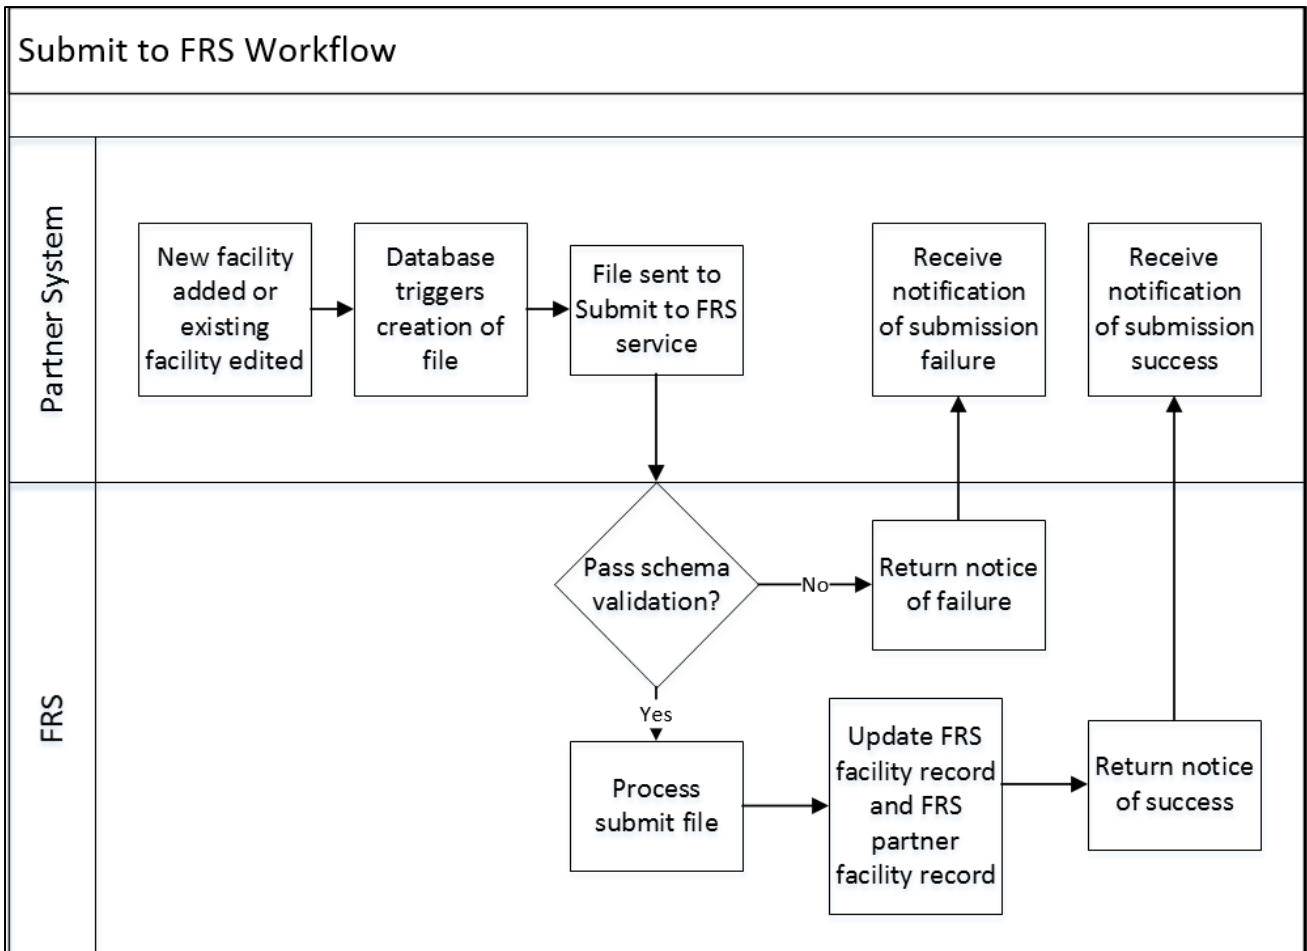 Submit to FRS Workflow
Partner System
New facility
added or
existing
facility edited
Database
triggers
creation of
file
File sent to
Submit to FRS
service
Receive
notification
of submission
failure
Receive
notification
of submission
success
FRS
Pass schema
validation?
No
Return notice
of failure
Yes
Process
submit file
Update FRS
facility record
and FRS
partner
facility record
Return notice
of success